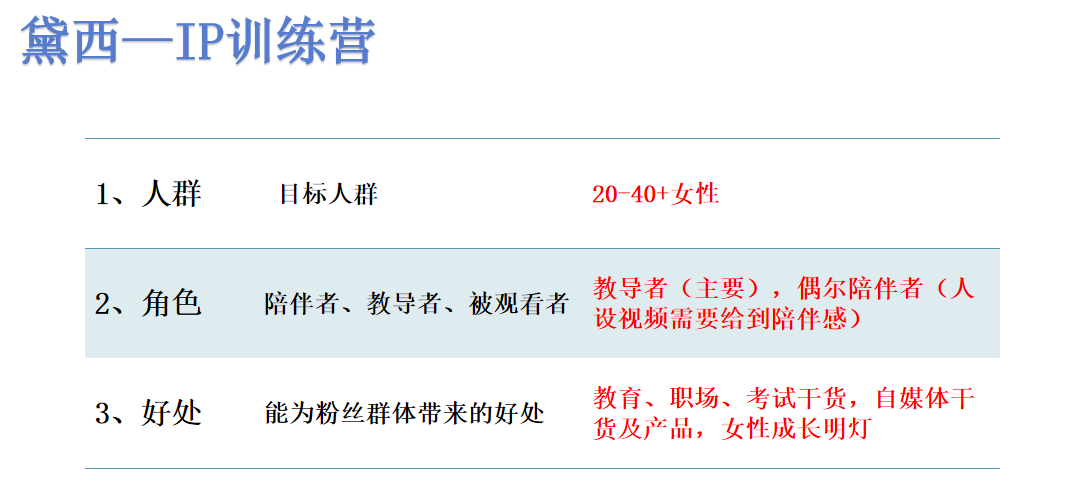 黛西—IP训练营
1、人群 目标人群 20-40+女性
2、角色 陪伴者、教导者、被观看者 教导者（主要），偶尔陪伴者（人
设视频需要给到陪伴感）
3、好处 能为粉丝群体带来的好处 教育、职场、考试干货，自媒体干
货及产品，女性成长明灯